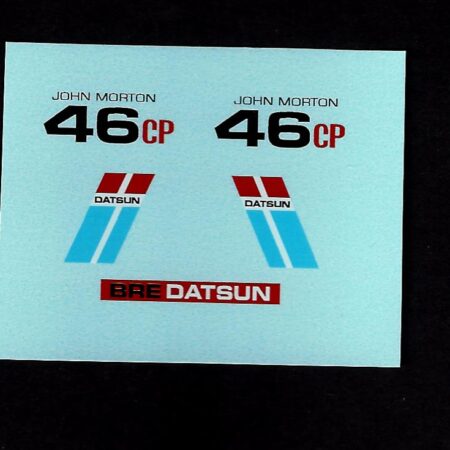 JOHN MORTON
46CP
JOHN MORTON
46CP
DATSUN
DATSUN
BRE DATSUN